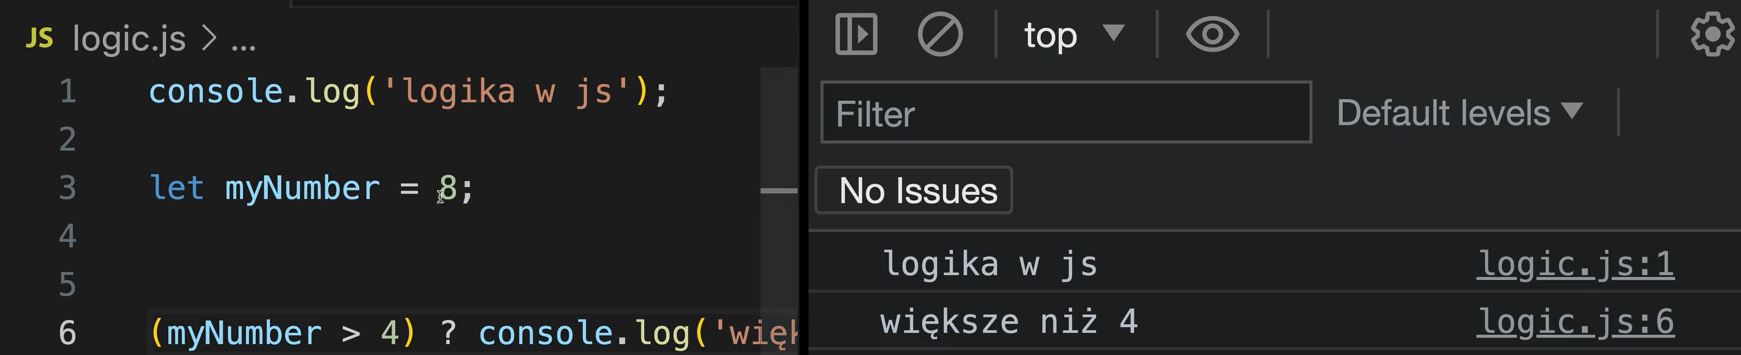 JS logic.js > ...
1 console.log('logika w js');
2
3 let myNumber = 8;
4
5
6 (myNumber > 4) ? console.log('więk
top
Filter
Default levels
No Issues
logika w js logic.js:1
większe niż 4 logic.js:6